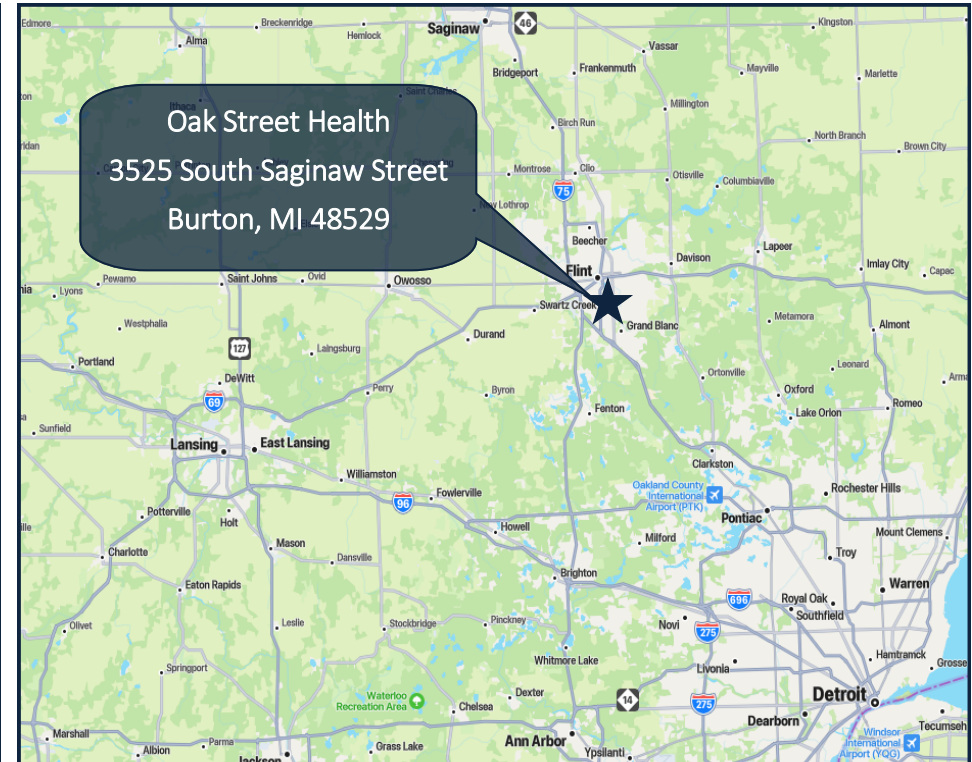 Edmore
Breckenridge
Saginaw
46
Kingston
Alma
Hemlock
Vassar
Bridgeport
Frankenmuth
Mayville
Marlette
Saint Charles
Ithaca
Millington
Oak Street Health
3525 South Saginaw Street
Burton, MI 48529
Birch Run
North Branch
Brown City
Montrose
Clio
Otisville
Columbiaville
75
New Lothrop
Beecher
Lapeer
Davison
Flint
Imlay City
Capac
Pewamo
Saint Johns
Ovid
Owosso
Lyons
Swartz Creek
Metamora
Westphalia
Grand Blanc
Almont
Durand
127
Laingsburg
Portland
Leonard
DeWitt
Perry
Byron
Ortonville
Oxford
69
Fenton
Lake Orion
Romeo
Sunfield
Lansing
East Lansing
Clarkston
Williamston
Oakland County
International
Airport (PTK)
Rochester Hills
96
Fowlerville
Potterville
Holt
Pontiac
Howell
Mount Clemens
Milford
Mason
Troy
Charlotte
Dansville
Brighton
Eaton Rapids
Warren
696
Royal Oak
Southfield
Olivet
Leslie
Stockbridge
Pinckney
Novi
275
Whitmore Lake
Hamtramck
Springport
Livonia
Grosse
Waterloo
Recreation Area
Dexter
14
275
Detroit
Chelsea
Dearborn
Marshall
Ann Arbor
Tecumseh
Albion
Parma
Grass Lake
Windsor
International
Airport (YQG)
Jackson
Ypsilanti